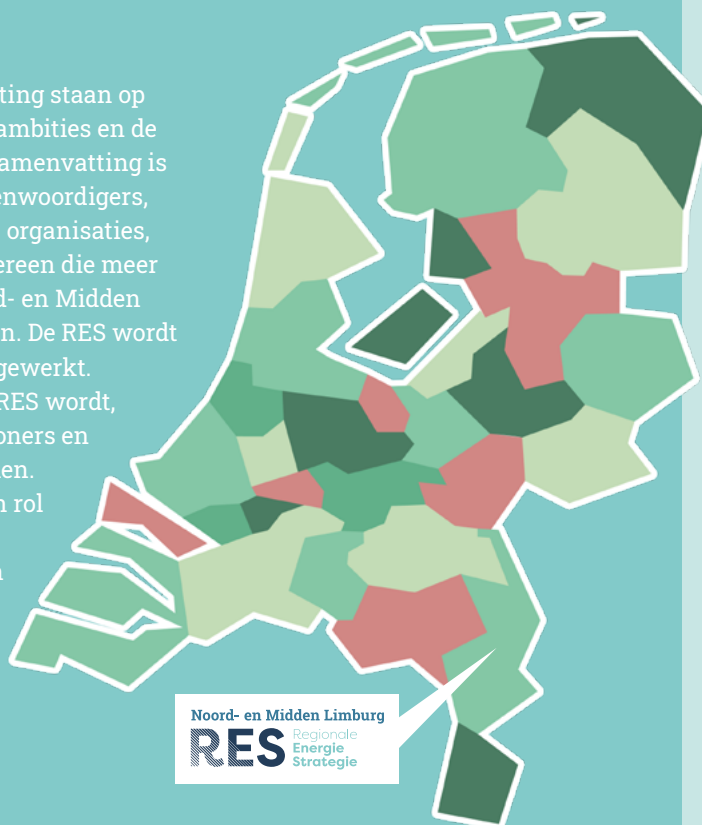 ting staan op
ambities en de
amenvatting is
enwoordigers,
organisaties,
ereen die meer
d- en Midden
n. De RES wordt
gewerkt.
RES wordt,
oners en
en.
n rol
n
Noord- en Midden Limburg
RES Regionale
Energie
Strategie